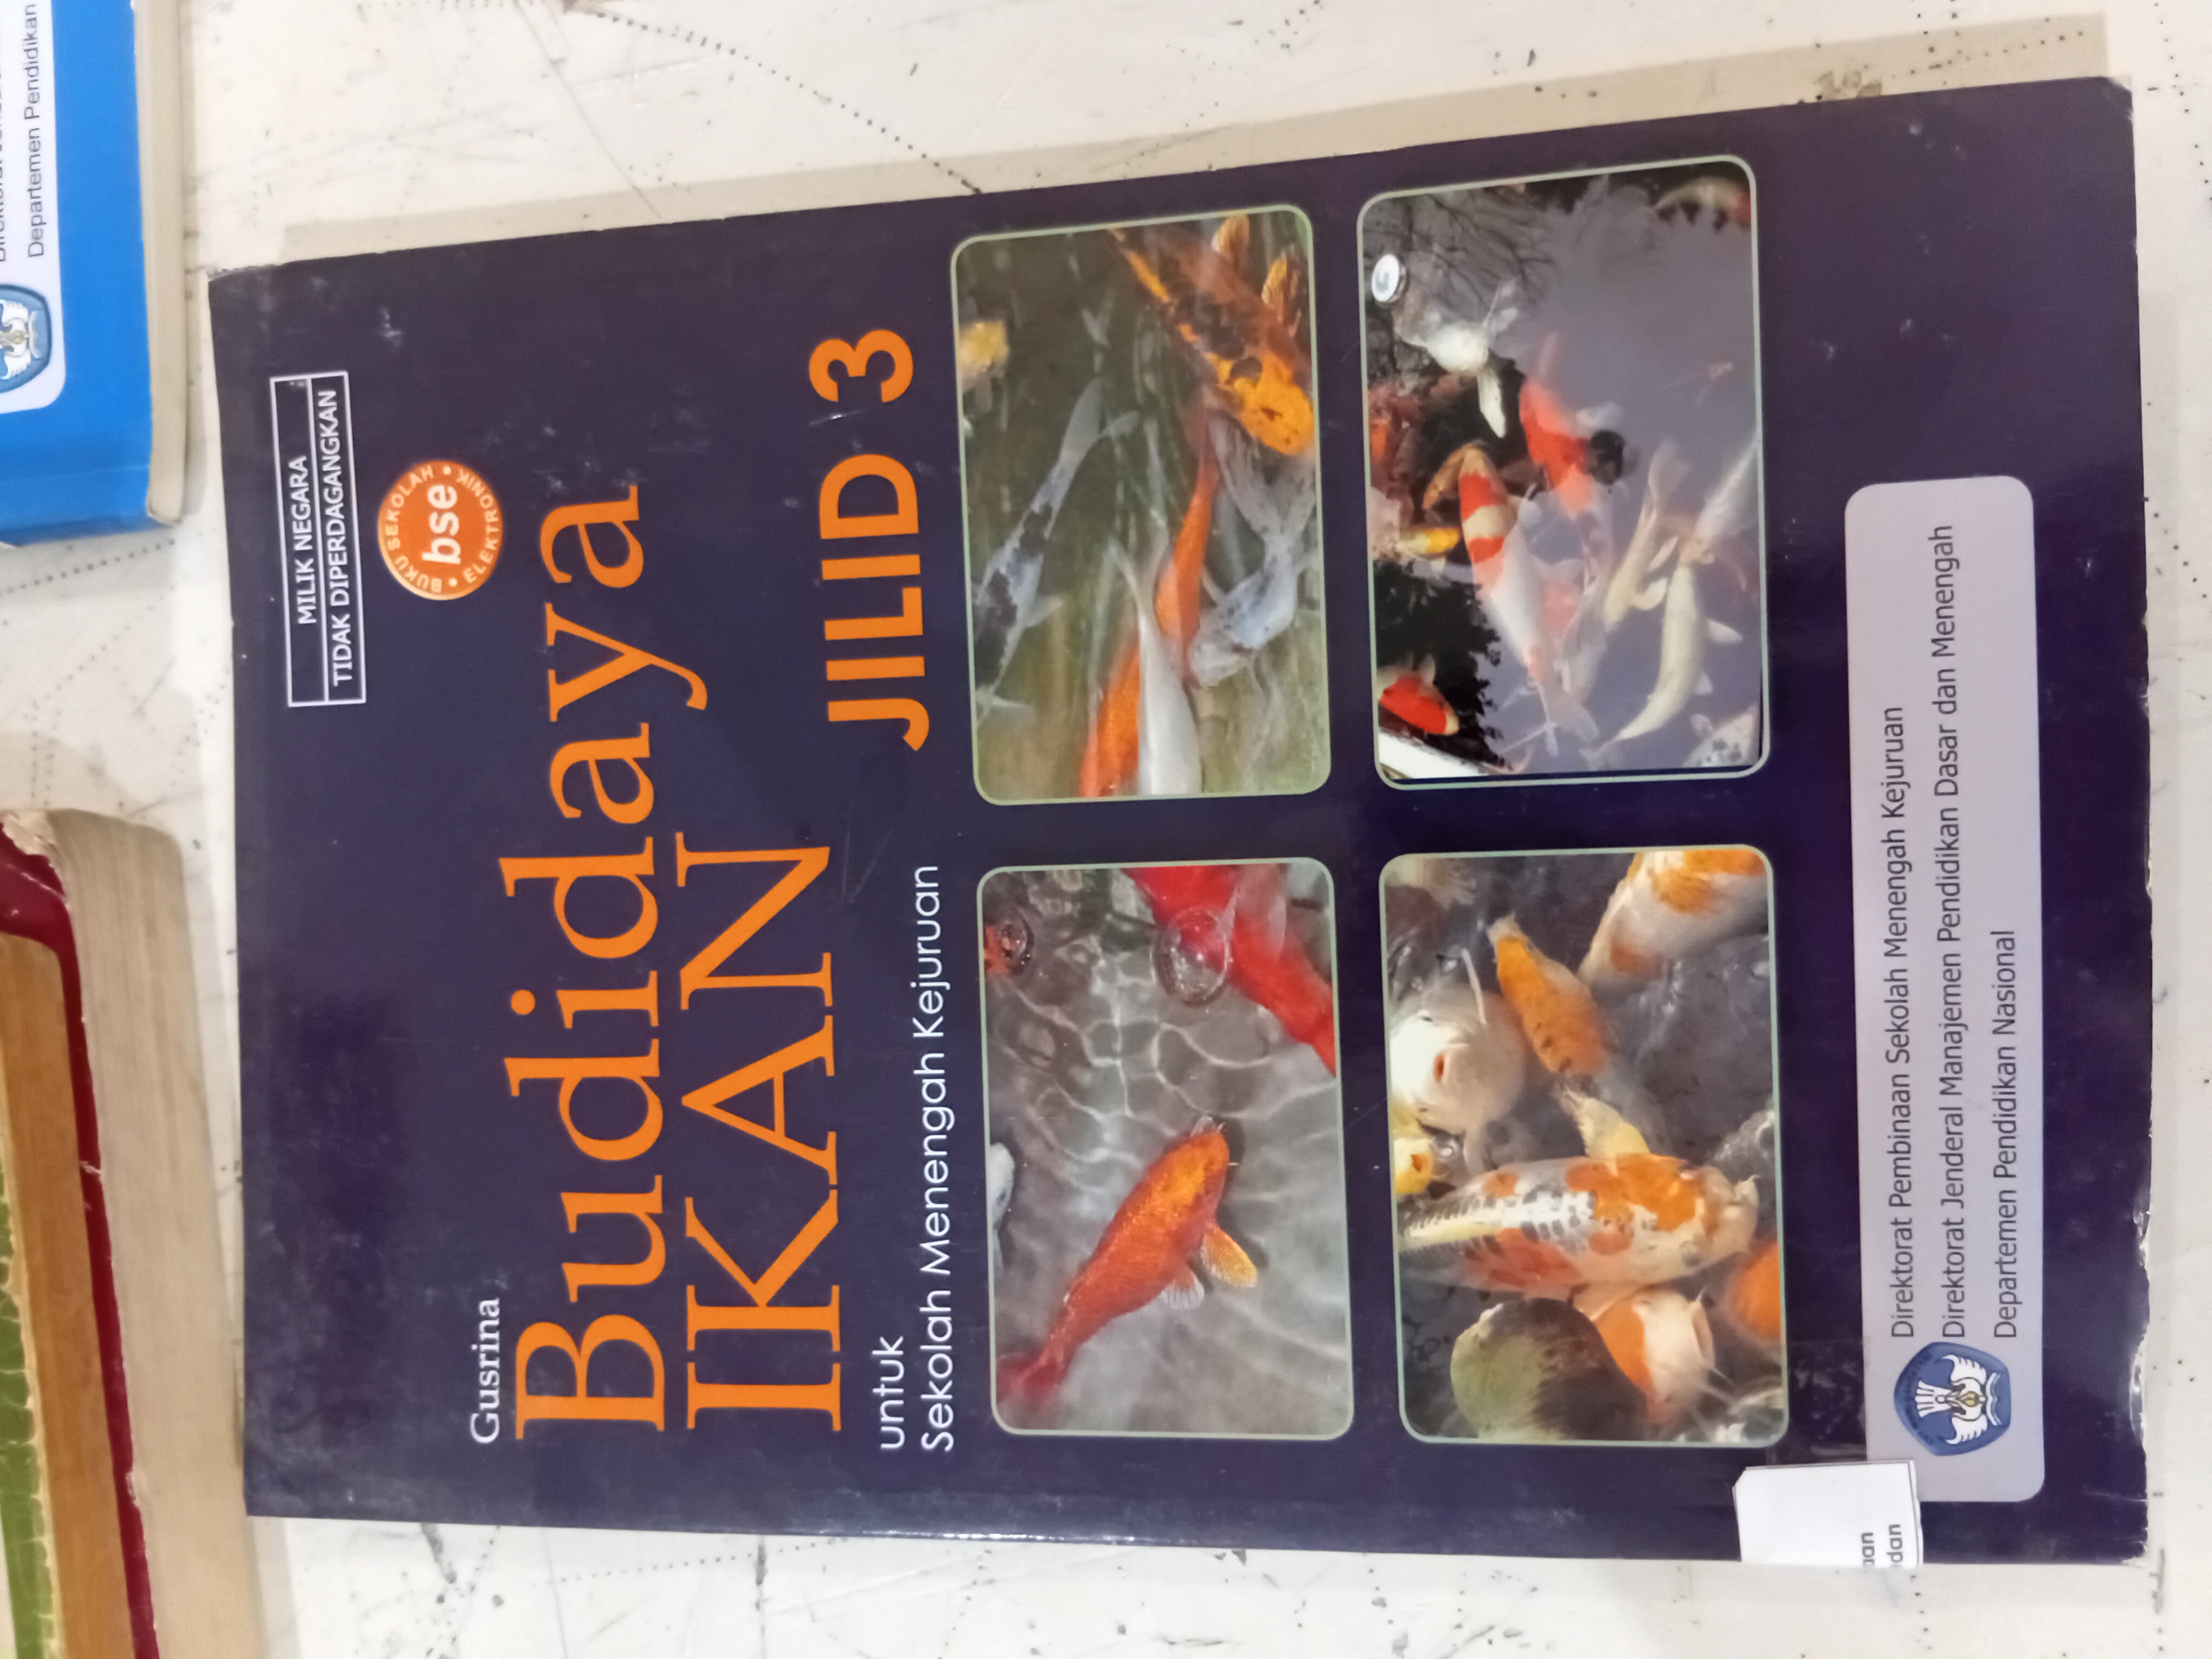 MILIK NEGARA
TIDAK DIPERDAGANGKAN
BUKU SEKOLAH
bse
ELEKTRONIK
Gusrina
Budidaya
IKAN
JILID 3
untuk
Sekolah Menengah Kejuruan
Direktorat Pembinaan Sekolah Menengah Kejuruan
Direktorat Jenderal Manajemen Pendidikan Dasar dan Menengah
Departemen Pendidikan Nasional
Departemen Pendidikan